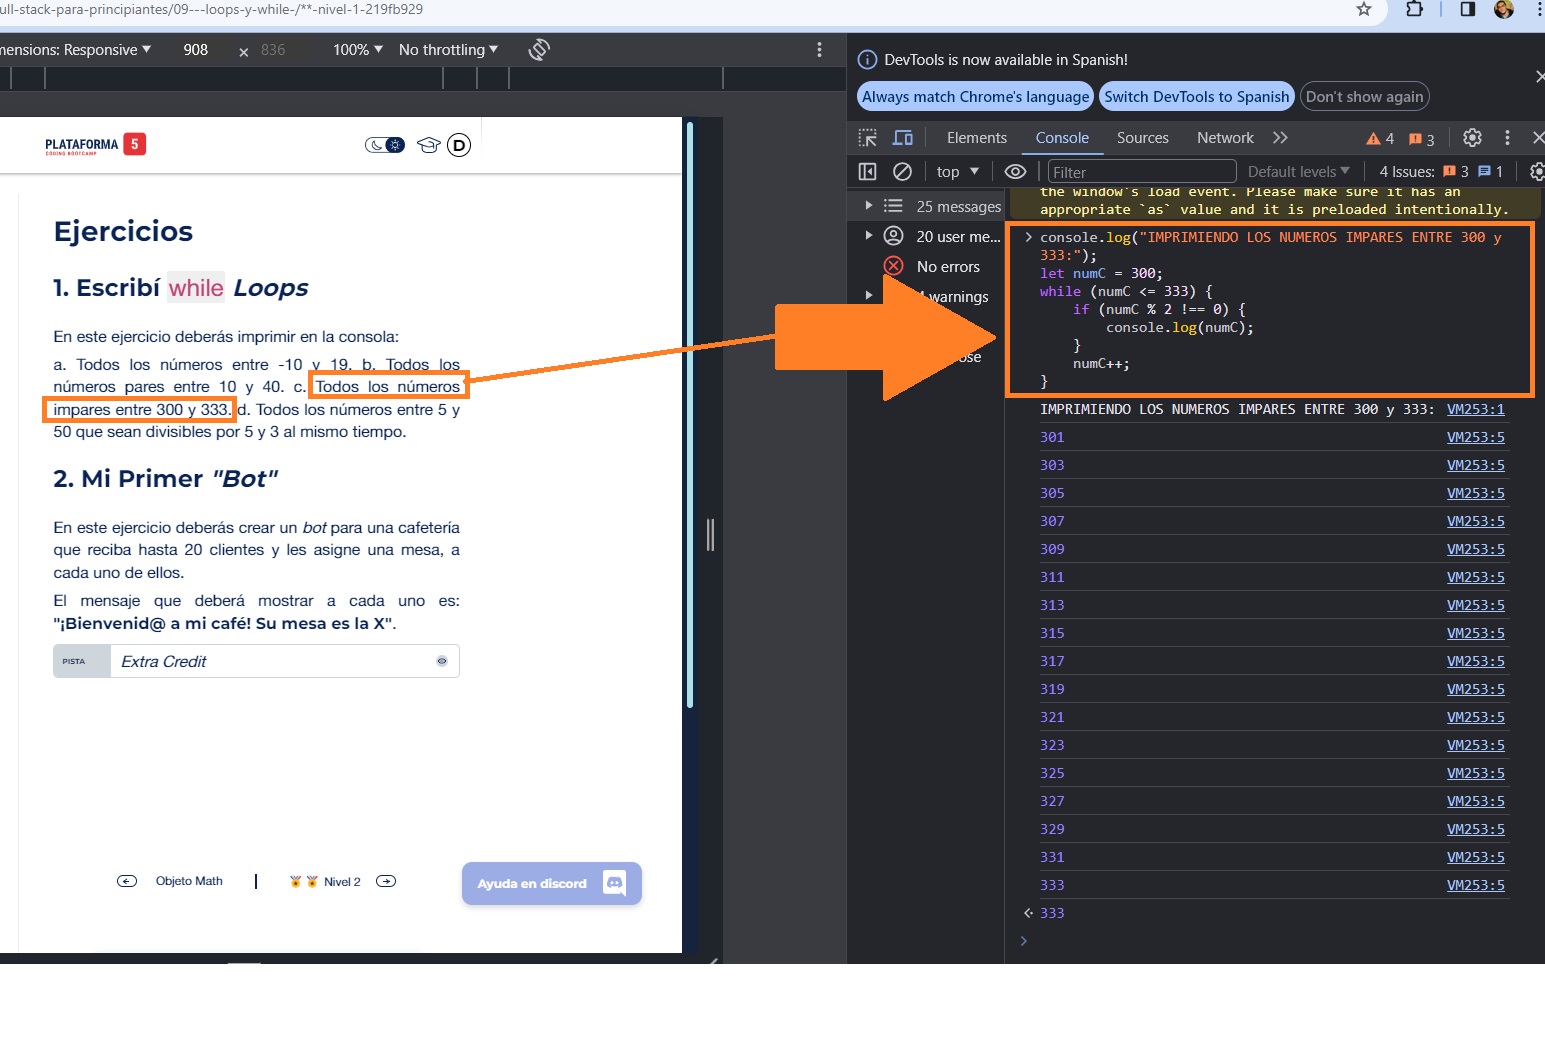 ull-stack-para-principiantes/09---loops-y-while-/**-nivel-1-219fb929
mensions: Responsive 908 × 836 100% No throttling
PLATAFORMA 5
CODING BOOTCAMP
D
Ejercicios
1. Escribí while Loops
En este ejercicio deberás imprimir en la consola:
a. Todos los números entre -10 y 19. b. Todos los
números pares entre 10 y 40. c. Todos los números
impares entre 300 y 333. d. Todos los números entre 5 y
50 que sean divisibles por 5 y 3 al mismo tiempo.
2. Mi Primer "Bot"
En este ejercicio deberás crear un bot para una cafetería
que reciba hasta 20 clientes y les asigne una mesa, a
cada uno de ellos.
El mensaje que deberá mostrar a cada uno es:
"¡Bienvenid@ a mi café! Su mesa es la X".
PISTA Extra Credit
Objeto Math | Nivel 2
Ayuda en discord
DevTools is now available in Spanish!
Always match Chrome's language Switch DevTools to Spanish Don't show again
Elements Console Sources Network 4 3
top Filter Default levels 4 Issues: 3 1
25 messages
20 user me...
No errors
warnings
ose
the window's load event. Please make sure it has an
appropriate `as` value and it is preloaded intentionally.
> console.log("IMPRIMIENDO LOS NUMEROS IMPARES ENTRE 300 y
333:");
let numC = 300;
while (numC <= 333) {
if (numC % 2 !== 0) {
console.log(numC);
}
numC++;
}
IMPRIMIENDO LOS NUMEROS IMPARES ENTRE 300 y 333: VM253:1
301 VM253:5
303 VM253:5
305 VM253:5
307 VM253:5
309 VM253:5
311 VM253:5
313 VM253:5
315 VM253:5
317 VM253:5
319 VM253:5
321 VM253:5
323 VM253:5
325 VM253:5
327 VM253:5
329 VM253:5
331 VM253:5
333 VM253:5
333
>